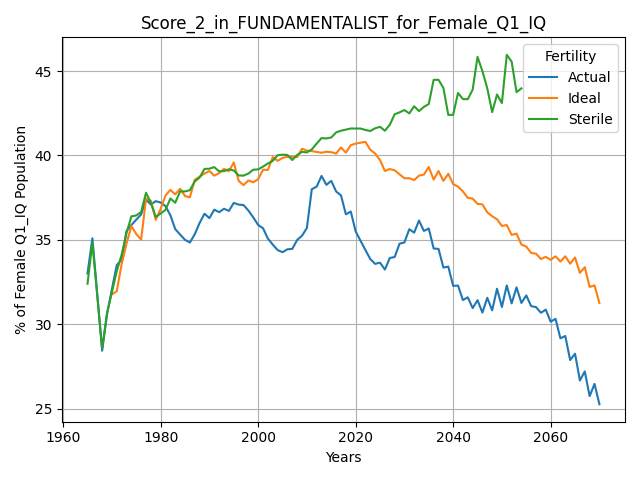 Score_2_in_FUNDAMENTALIST_for_Female_Q1_IQ
% of Female Q1_IQ Population
45
40
35
30
25
Fertility
Actual
Ideal
Sterile
1960 1980 2000 2020 2040 2060
Years